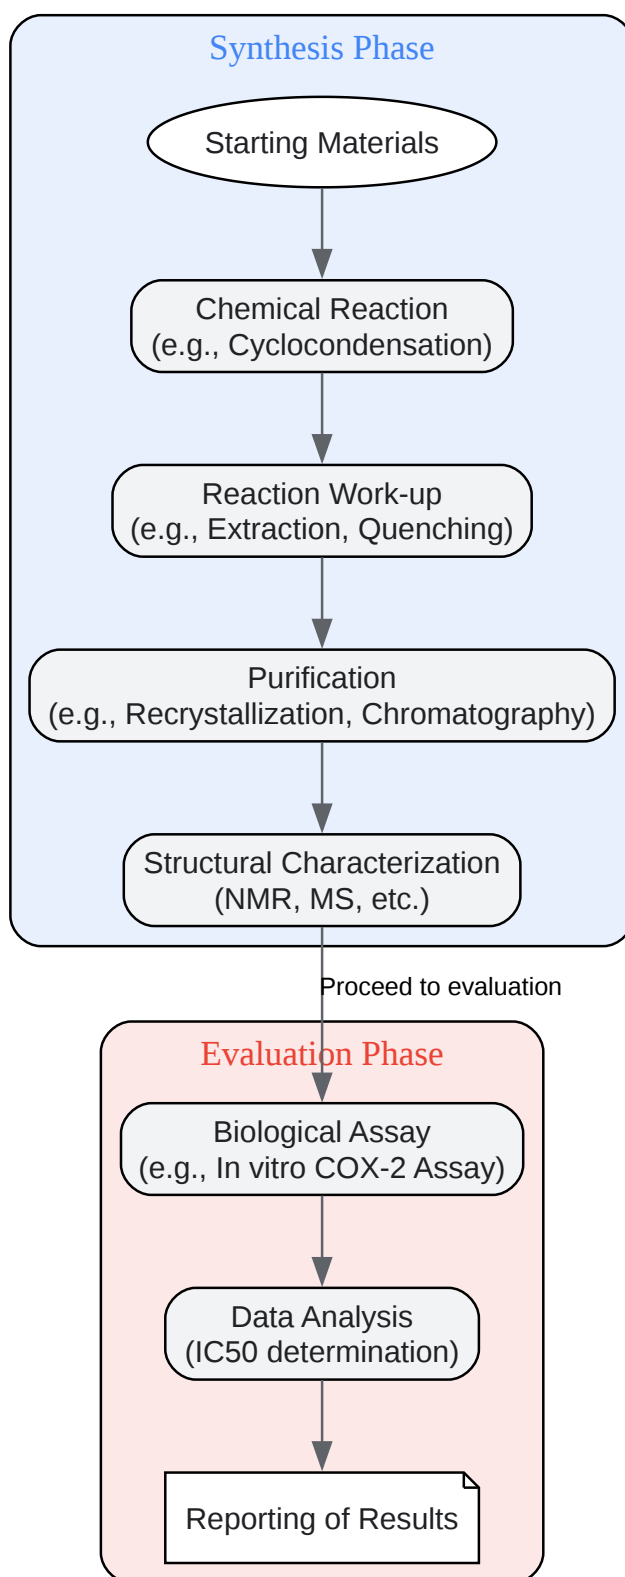 Synthesis Phase
Starting Materials
Chemical Reaction
(e.g., Cyclocondensation)
Reaction Work-up
(e.g., Extraction, Quenching)
Purification
(e.g., Recrystallization, Chromatography)
Structural Characterization
(NMR, MS, etc.)
Proceed to evaluation
Evaluation Phase
Biological Assay
(e.g., In vitro COX-2 Assay)
Data Analysis
(IC50 determination)
Reporting of Results